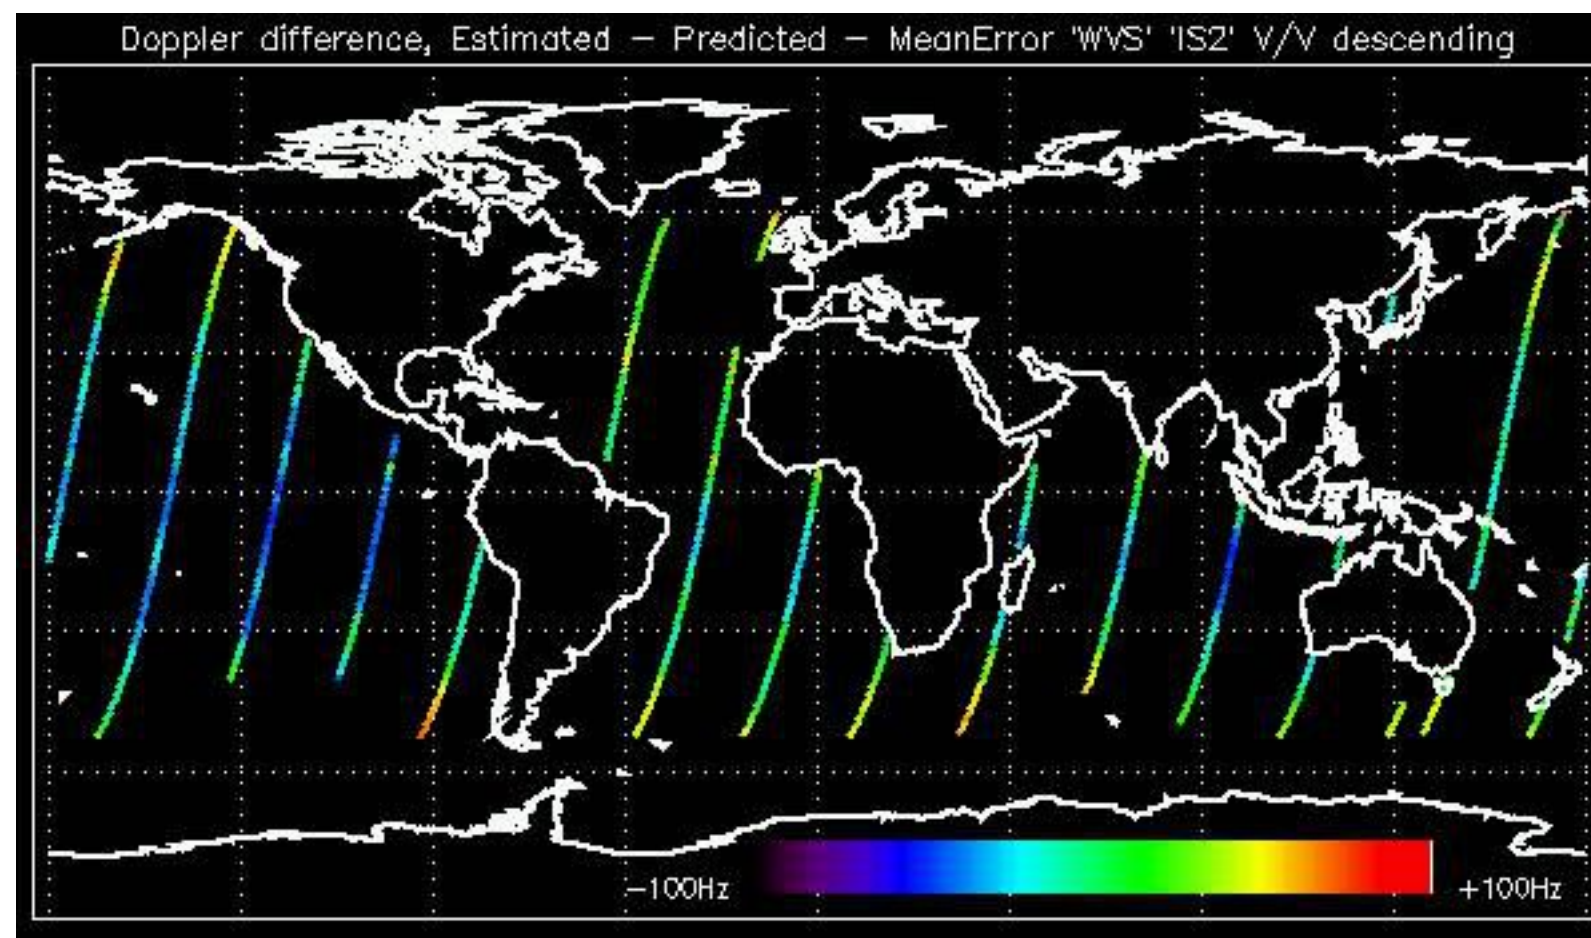 Doppler difference, Estimated – Predicted – MeanError 'WVS' 'IS2' V/V descending
–100Hz
+100Hz